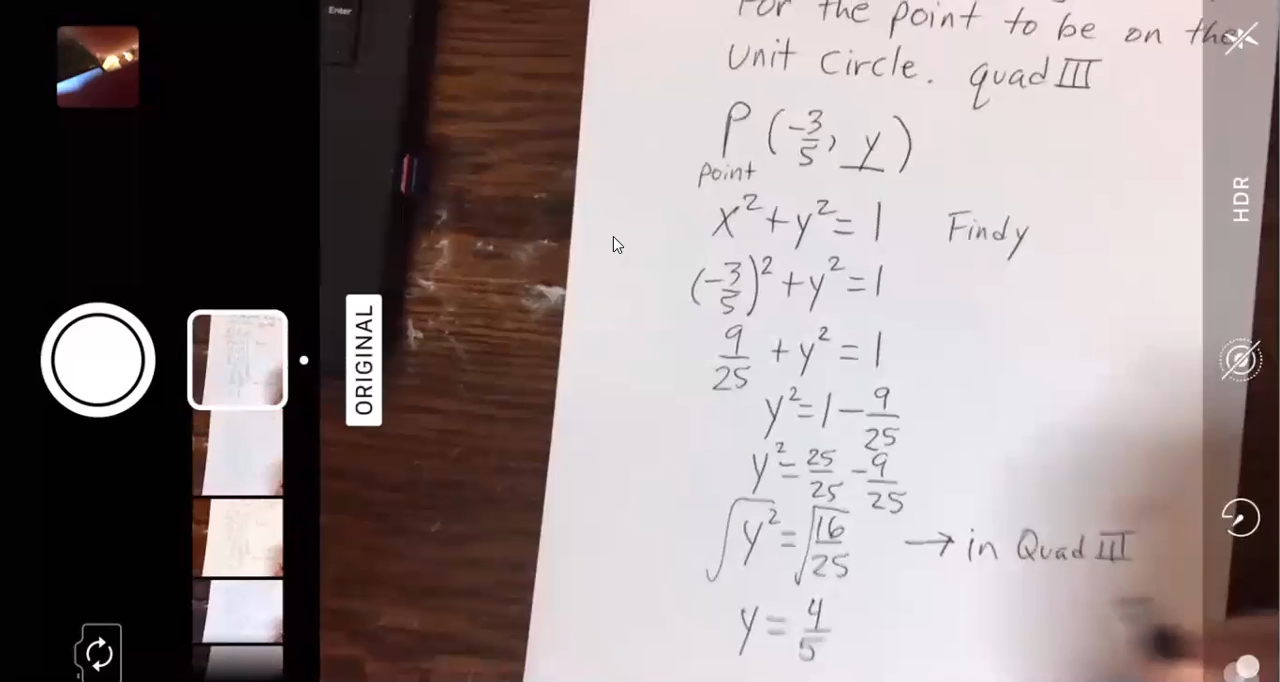 Enter
For the point to be on the
Unit Circle. quad III
P (-3/5, y)
point
x²+y²=1 Find y
(-3/5)²+y²=1
9/25 +y²=1
y²=1-9/25
y²=25/25-9/25
√y²=√16/25 → in Quad III
y=4/5
ORIGINAL
HDR